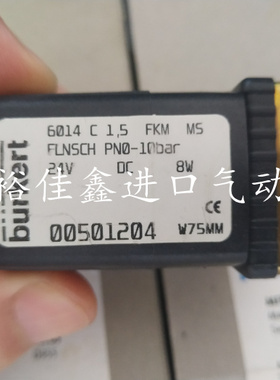 bürkert
6014 C 1,5 FKM MS
FLNSCH PN0-10bar
24V DC 8W
CE
00501204 W75MM
裕佳鑫进口气动